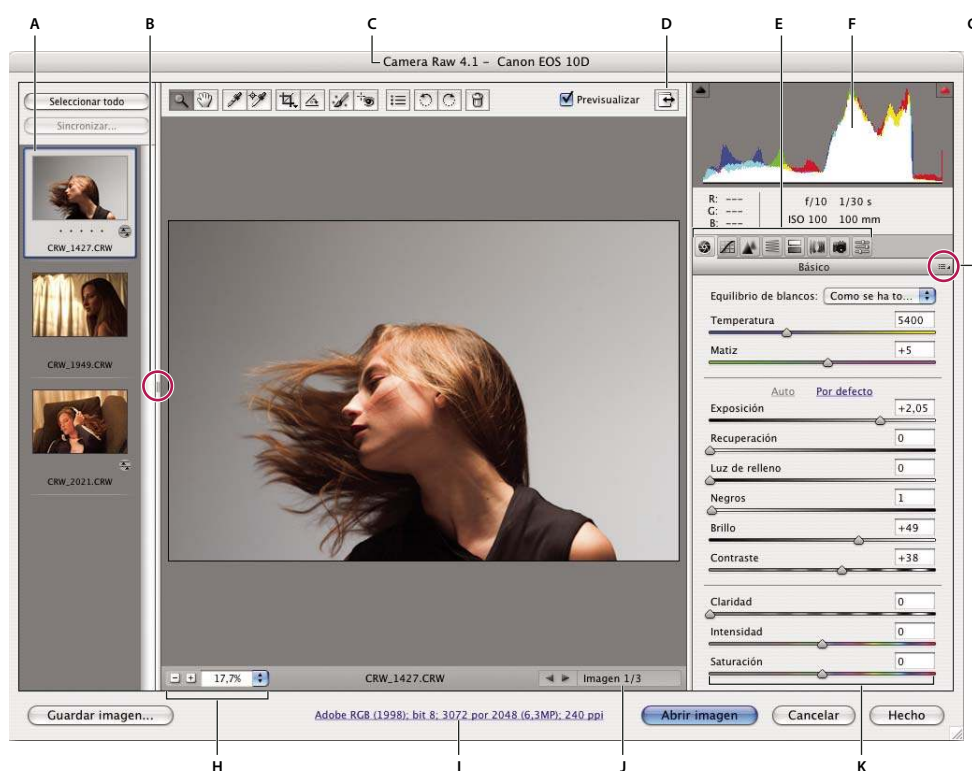 A B C D E F
Camera Raw 4.1 - Canon EOS 10D
Seleccionar todo
Sincronizar...
CRW_1427.CRW
CRW_1949.CRW
CRW_2021.CRW
Previsualizar
R: ---
G: ---
B: ---
f/10 1/30 s
ISO 100 100 mm
Básico
Equilibrio de blancos: Como se ha to...
Temperatura 5400
Matiz +5
Auto Por defecto
Exposición +2,05
Recuperación 0
Luz de relleno 0
Negros 1
Brillo +49
Contraste +38
Claridad 0
Intensidad 0
Saturación 0
17,7% CRW_1427.CRW Imagen 1/3
Guardar imagen... Adobe RGB (1998); bit 8; 3072 por 2048 (6,3MP); 240 ppi Abrir imagen Cancelar Hecho
H I J K